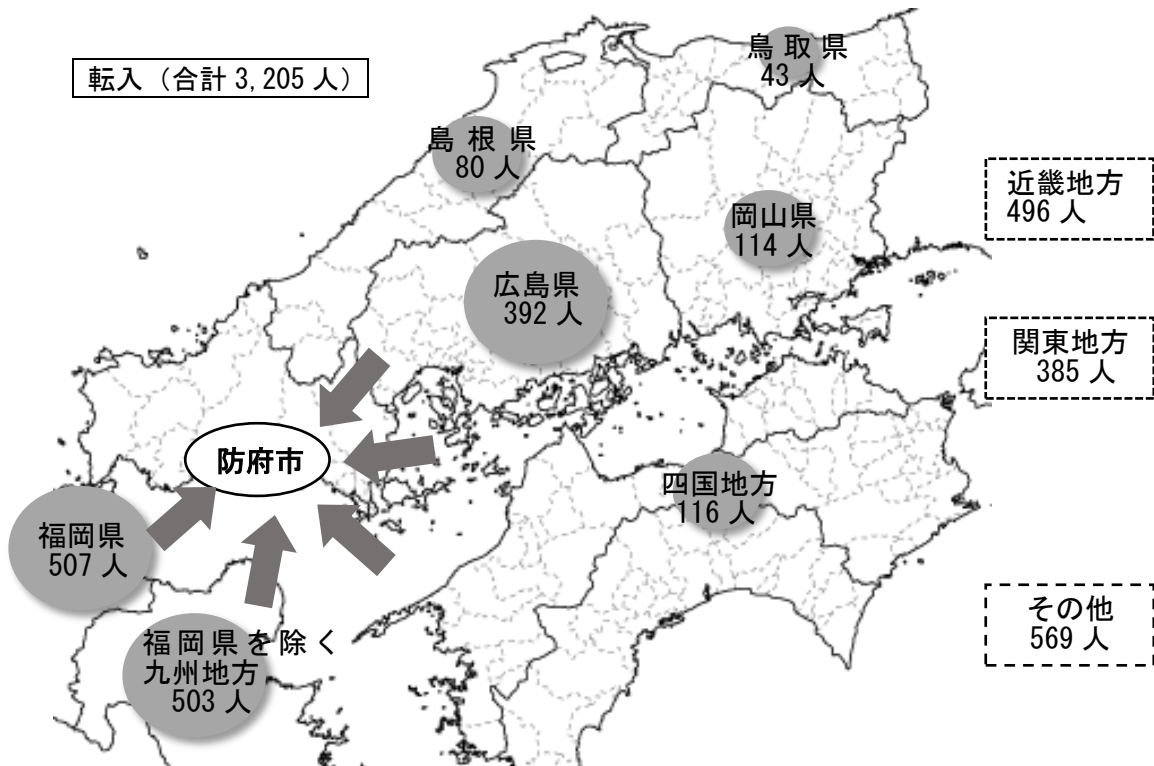 転入（合計 3,205 人）
鳥取県
43 人
島根県
80 人
近畿地方
496 人
岡山県
114 人
広島県
392 人
関東地方
385 人
防府市
四国地方
116 人
福岡県
507 人
その他
569 人
福岡県を除く
九州地方
503 人